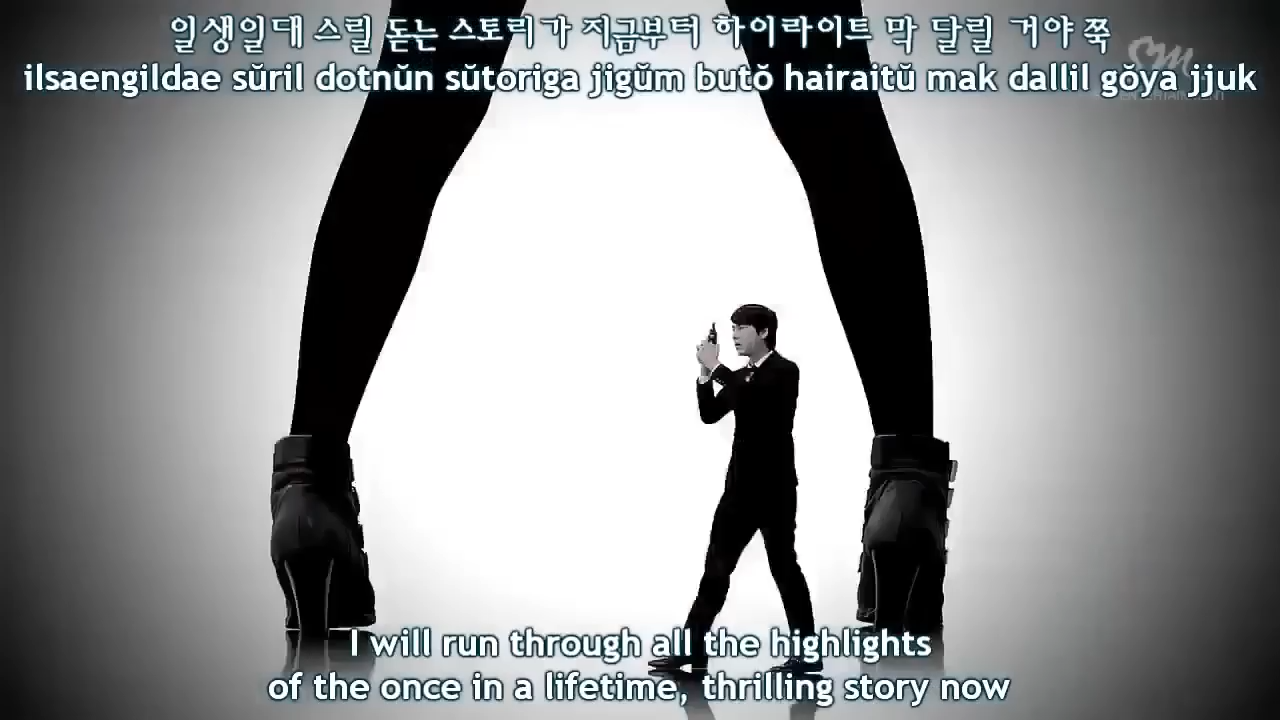 일생일대 스릴 돋는 스토리가 지금부터 하이라이트 막 달릴 거야 쭉
ilsaengildae sŭril dotnŭn sŭtoriga jigŭm butŏ hairaitŭ mak dallil gŏya jjuk
SM
ENTERTAINMENT
I will run through all the highlights
of the once in a lifetime, thrilling story now